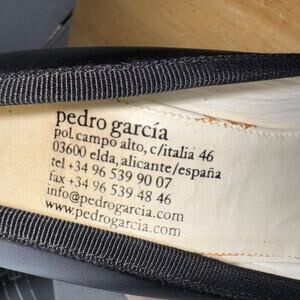 pedro garcía
pol. campo alto, c/italia 46
03600 elda, alicante/españa
tel +34 96 539 90 07
fax +34 96 539 48 46
info@pedrogarcia.com
www.pedrogarcia.com